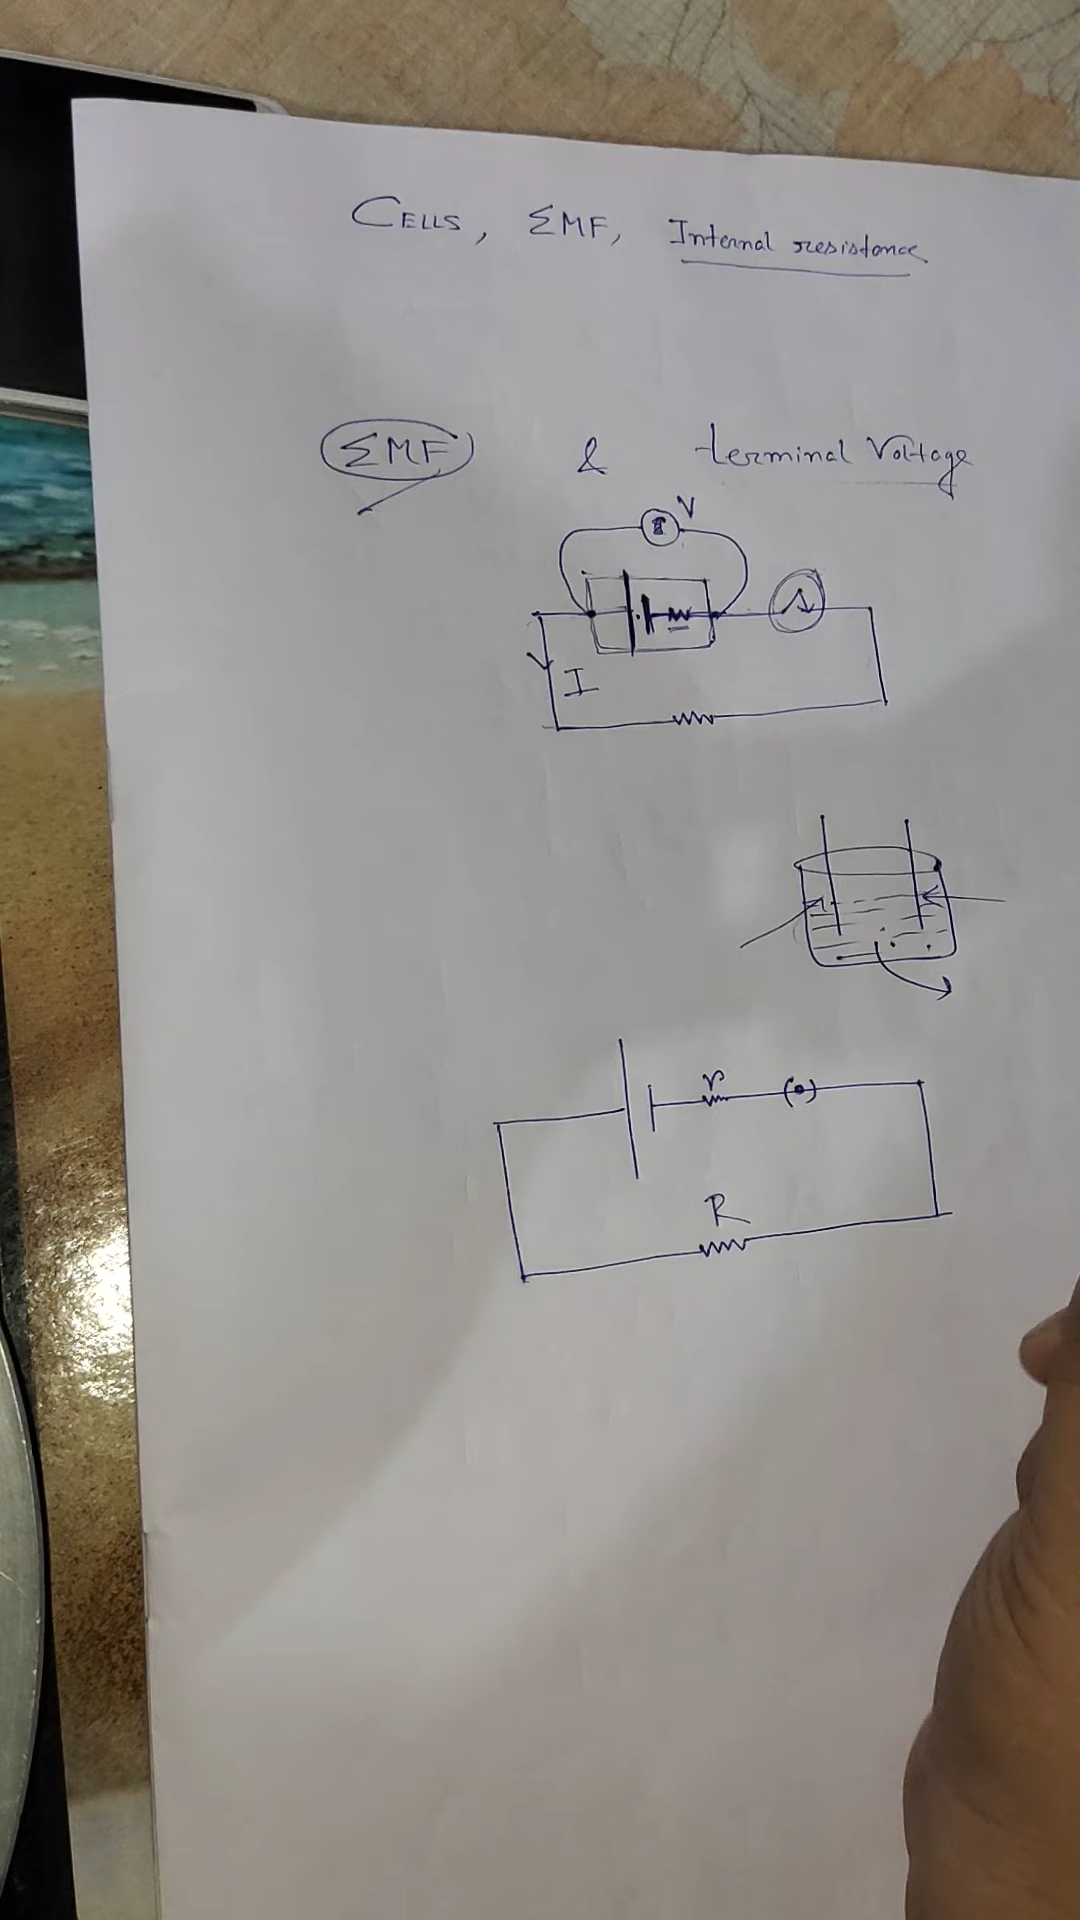 CELLS, EMF, Internal resistance
EMF & terminal Voltage
V
A
I
r
R